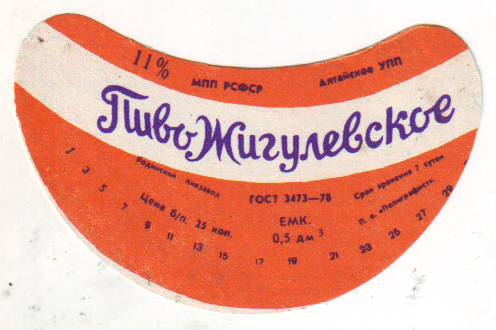 11% МПП РСФСР Алтайское УПП
Пиво Жигулевское
Родинский пивзавод ГОСТ 3473—78 Срок хранения 7 суток
Цена б/п. 25 коп. ЕМК. 0,5 дм³ П. о. «Полиграфист».
1 3 5 7 9 11 13 15 17 19 21 23 25 27 29